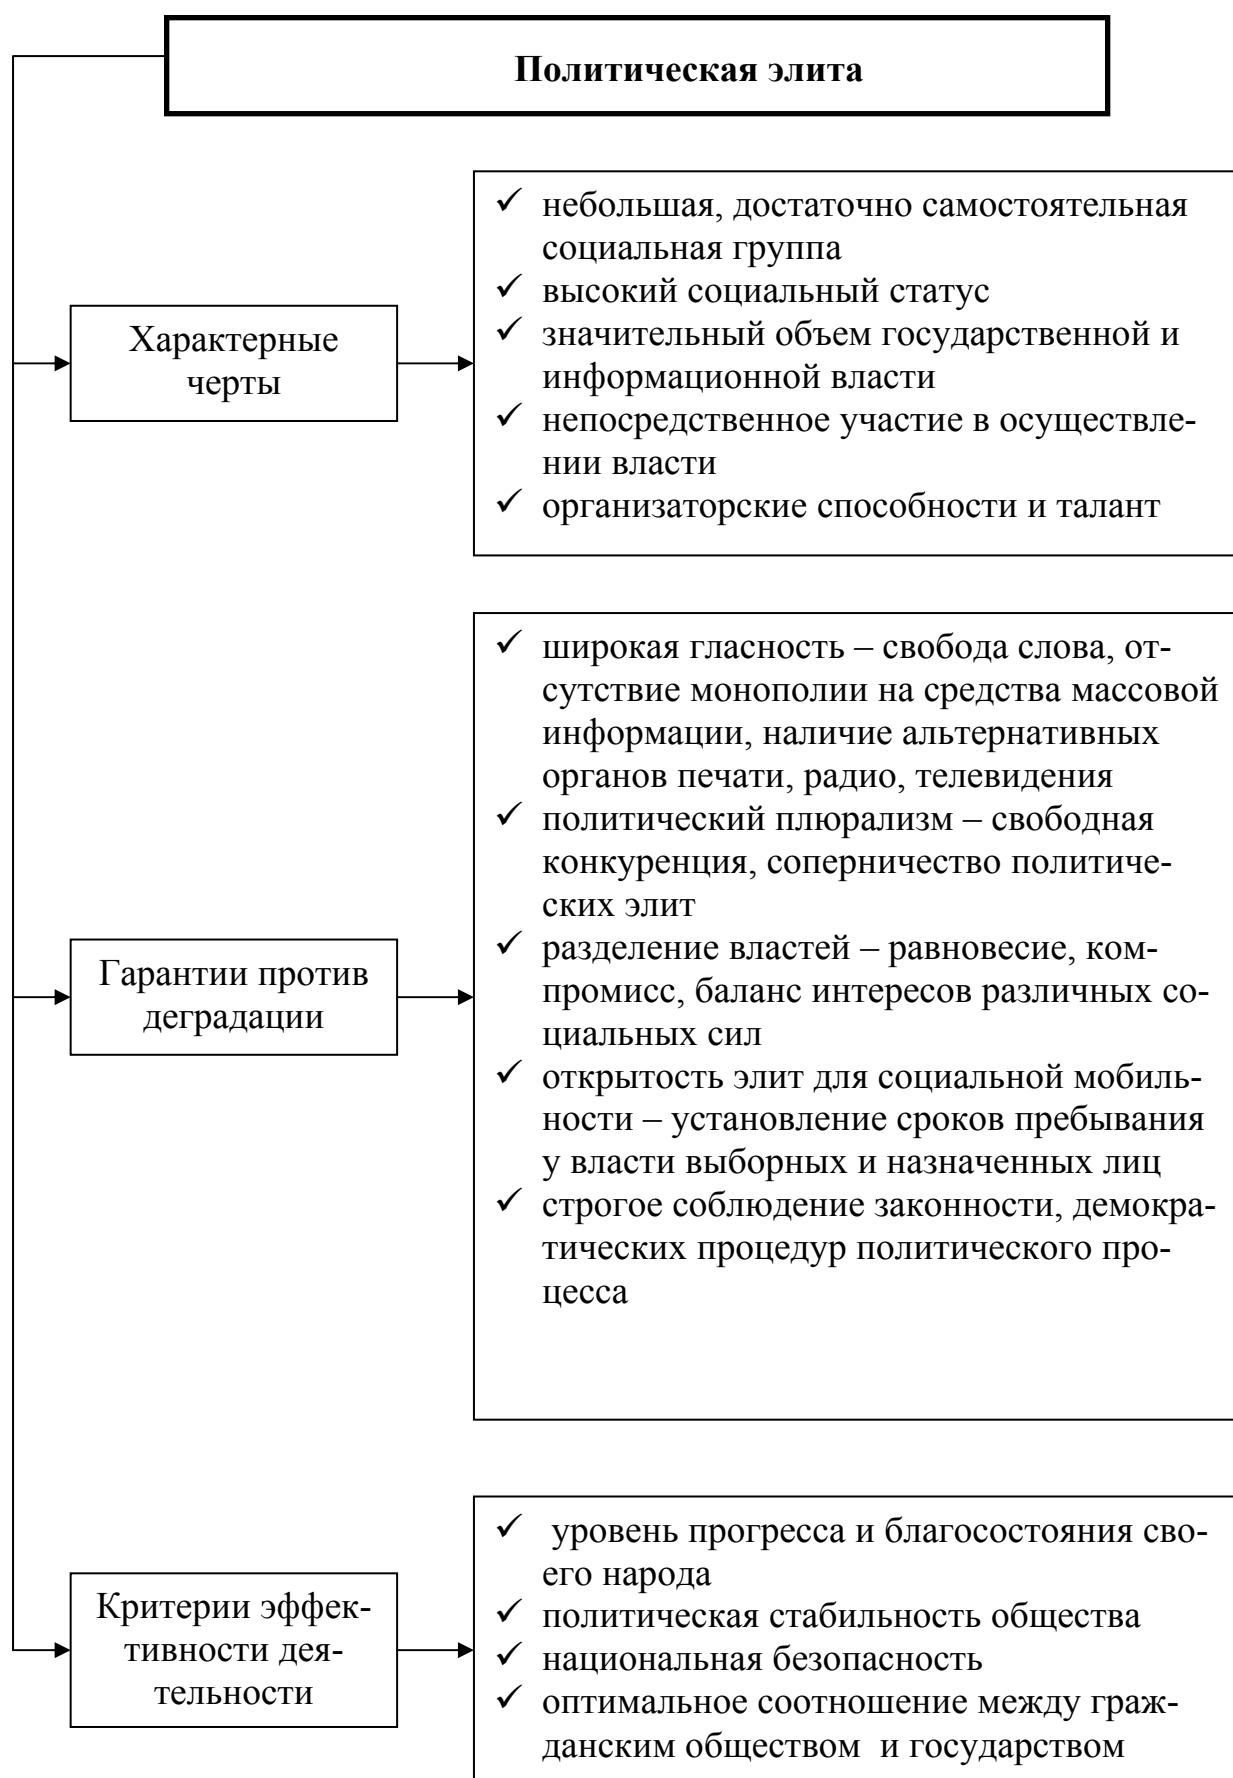 Политическая элита
Характерные
черты
✓ небольшая, достаточно самостоятельная
социальная группа
✓ высокий социальный статус
✓ значительный объем государственной и
информационной власти
✓ непосредственное участие в осуществле-
нии власти
✓ организаторские способности и талант
Гарантии против
деградации
✓ широкая гласность – свобода слова, от-
сутствие монополии на средства массовой
информации, наличие альтернативных
органов печати, радио, телевидения
✓ политический плюрализм – свободная
конкуренция, соперничество политиче-
ских элит
✓ разделение властей – равновесие, ком-
промисс, баланс интересов различных со-
циальных сил
✓ открытость элит для социальной мобиль-
ности – установление сроков пребывания
у власти выборных и назначенных лиц
✓ строгое соблюдение законности, демокра-
тических процедур политического про-
цесса
Критерии эффек-
тивности дея-
тельности
✓ уровень прогресса и благосостояния сво-
его народа
✓ политическая стабильность общества
✓ национальная безопасность
✓ оптимальное соотношение между граж-
данским обществом и государством